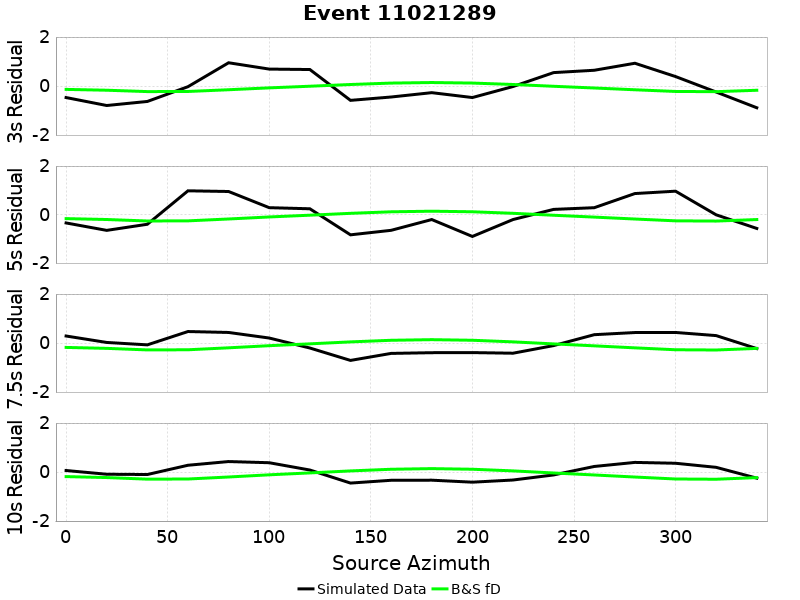 Event 11021289
3s Residual
2
0
-2
5s Residual
2
0
-2
7.5s Residual
2
0
-2
10s Residual
2
0
-2
0 50 100 150 200 250 300
Source Azimuth
Simulated Data B&S fD